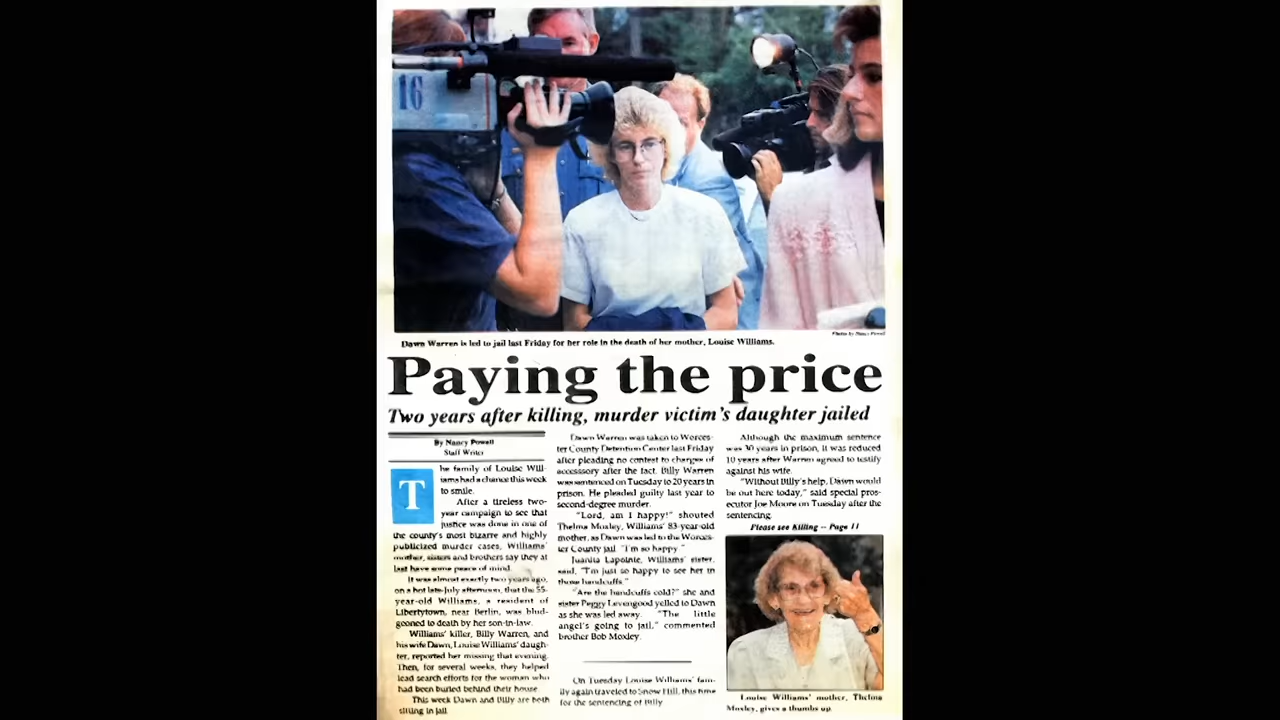 16
Photo by Nancy Powell
Dawn Warren is led to jail last Friday for her role in the death of her mother, Louise Williams.
Paying the price
Two years after killing, murder victim's daughter jailed
By Nancy Powell
Staff Writer
The family of Louise Will-
iams had a chance this week
to smile.
After a tireless two-
year campaign to see that
justice was done in one of
the county's most bizarre and highly
publicized murder cases, Williams'
mother, sisters and brothers say they at
last have some peace of mind.
It was almost exactly two years ago,
on a hot late-July afternoon, that the 55-
year-old Williams, a resident of
Libertytown, near Berlin, was blud-
geoned to death by her son-in-law.
Williams' killer, Billy Warren, and
his wife Dawn, Louise Williams' daugh-
ter, reported her missing that evening.
Then, for several weeks, they helped
lead search efforts for the woman who
had been buried behind their house.
This week Dawn and Billy are both
sitting in jail.
Dawn Warren was taken to Worces-
ter County Detention Center last Friday
after pleading no contest to charges of
accesssory after the fact. Billy Warren
was sentenced on Tuesday to 20 years in
prison. He pleaded guilty last year to
second-degree murder.
"Lord, am I happy!" shouted
Thelma Moxley, Williams' 83-year-old
mother, as Dawn was led to the Worces-
ter County jail. "I'm so happy."
Juanita Lapointe, Williams' sister,
said, "I'm just so happy to see her in
those handcuffs."
"Are the handcuffs cold?" she and
sister Peggy Levengood yelled to Dawn
as she was led away. "The little
angel's going to jail," commented
brother Bob Moxley.
On Tuesday Louise Williams' fam-
ily again traveled to Snow Hill, this time
for the sentencing of Billy
Although the maximum sentence
was 30 years in prison, it was reduced
10 years after Warren agreed to testify
against his wife.
"Without Billy's help, Dawn would
be out here today," said special pros-
ecutor Joe Moore on Tuesday after the
sentencing.
Please see Killing -- Page 11
Louise Williams' mother, Thelma
Moxley, gives a thumbs up.